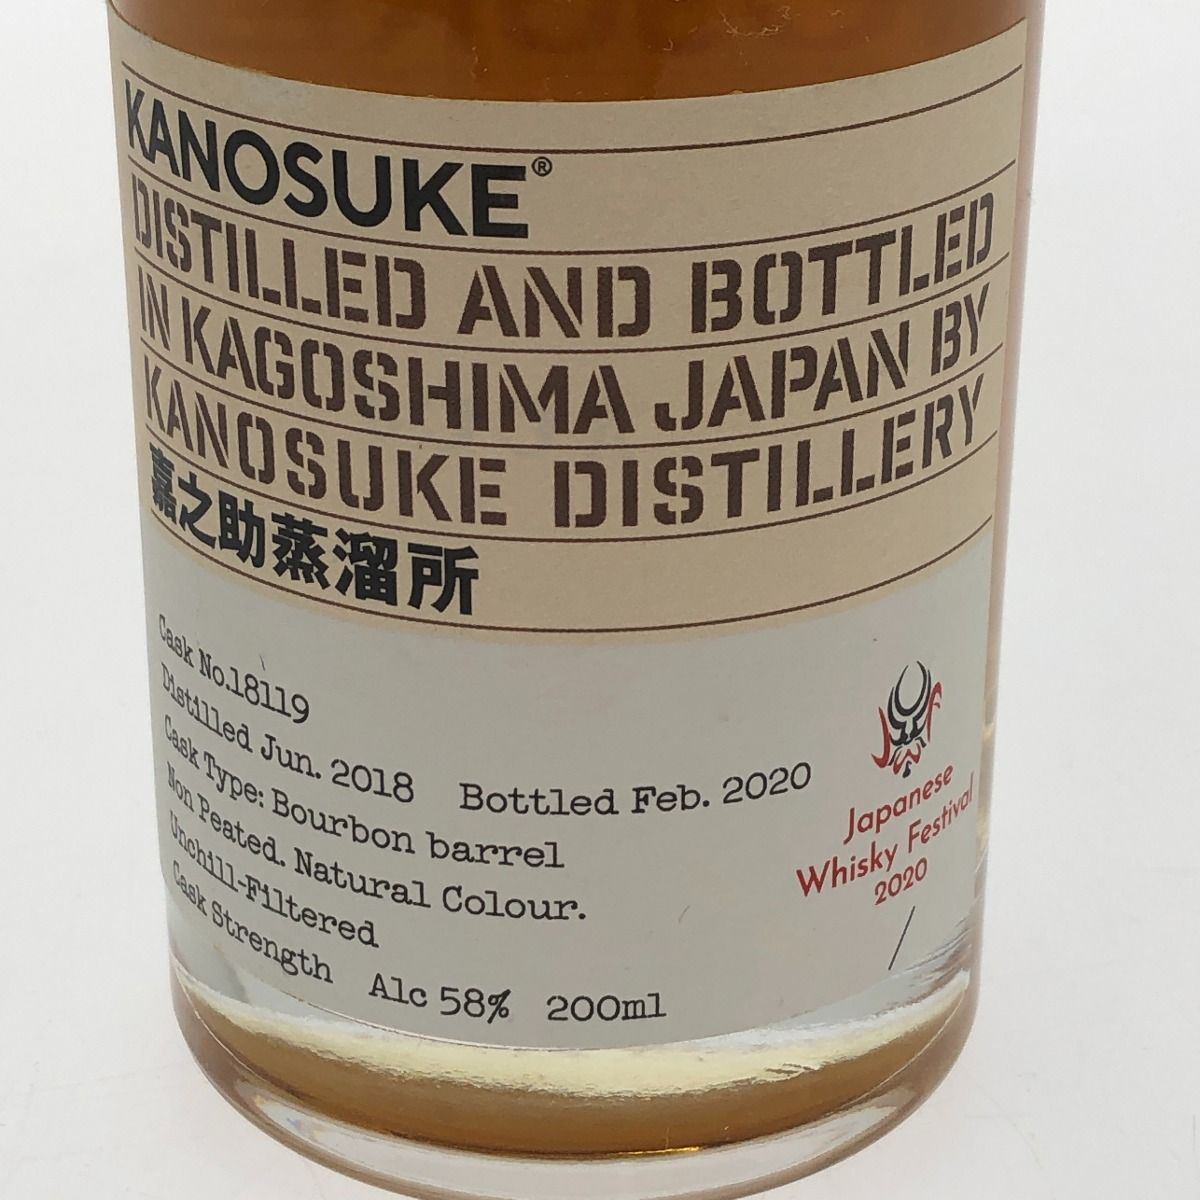 KANOSUKE®
DISTILLED AND BOTTLED
IN KAGOSHIMA JAPAN BY
KANOSUKE DISTILLERY
嘉之助蒸溜所
Cask No.18119
Distilled Jun. 2018 Bottled Feb. 2020
Cask Type: Bourbon barrel
Non Peated. Natural Colour.
Unchill-Filtered
Cask Strength Alc 58% 200ml
Japanese
Whisky Festival
2020
/